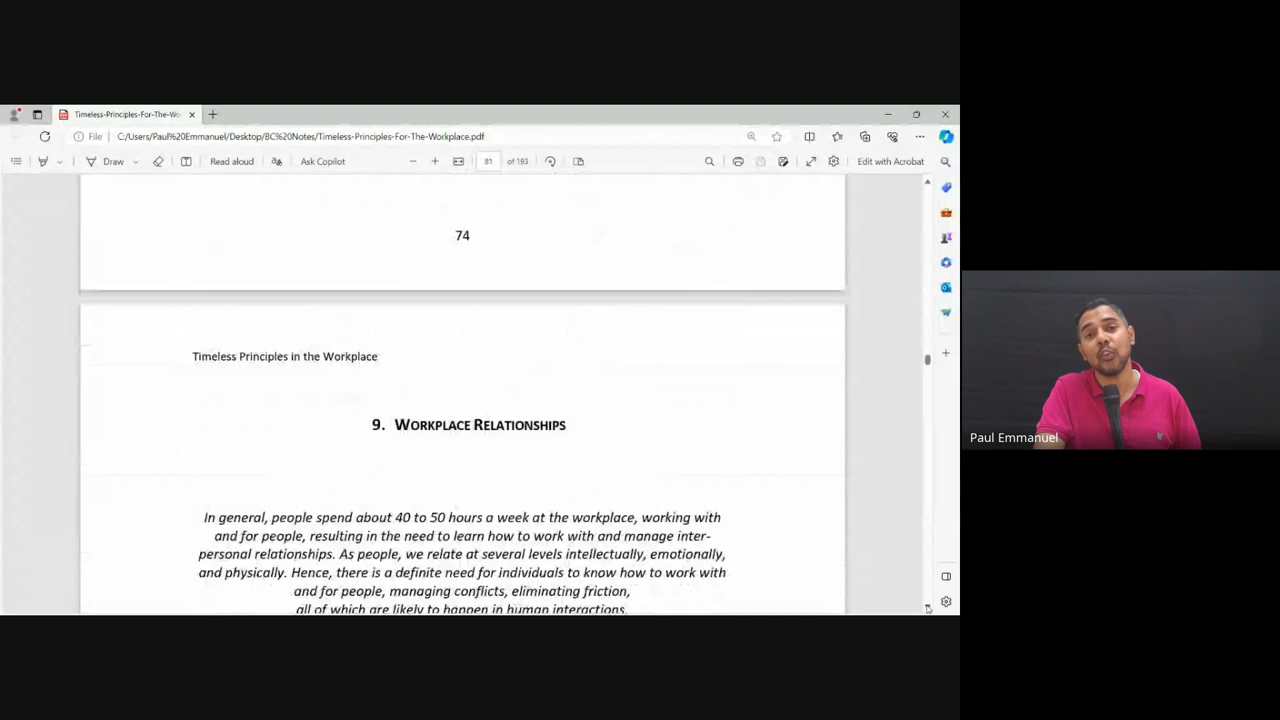 Timeless-Principles-For-The-Wo
File
C:/Users/Paul%20Emmanuel/Desktop/BC%20Notes/Timeless-Principles-For-The-Workplace.pdf
Draw
Read aloud
Ask Copilot
81 of 193
Edit with Acrobat
74
Timeless Principles in the Workplace
9. WORKPLACE RELATIONSHIPS
In general, people spend about 40 to 50 hours a week at the workplace, working with
and for people, resulting in the need to learn how to work with and manage inter-
personal relationships. As people, we relate at several levels intellectually, emotionally,
and physically. Hence, there is a definite need for individuals to know how to work with
and for people, managing conflicts, eliminating friction,
all of which are likely to happen in human interactions.
Paul Emmanuel